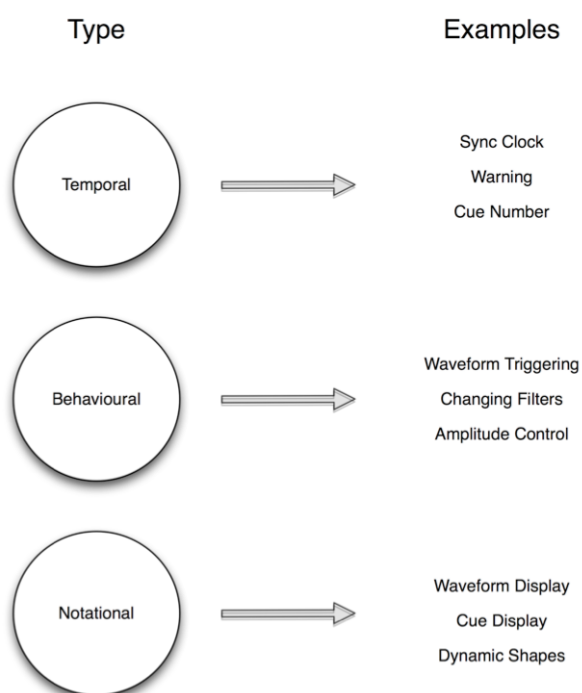 Type Examples
Temporal
Sync Clock
Warning
Cue Number
Behavioural
Waveform Triggering
Changing Filters
Amplitude Control
Notational
Waveform Display
Cue Display
Dynamic Shapes